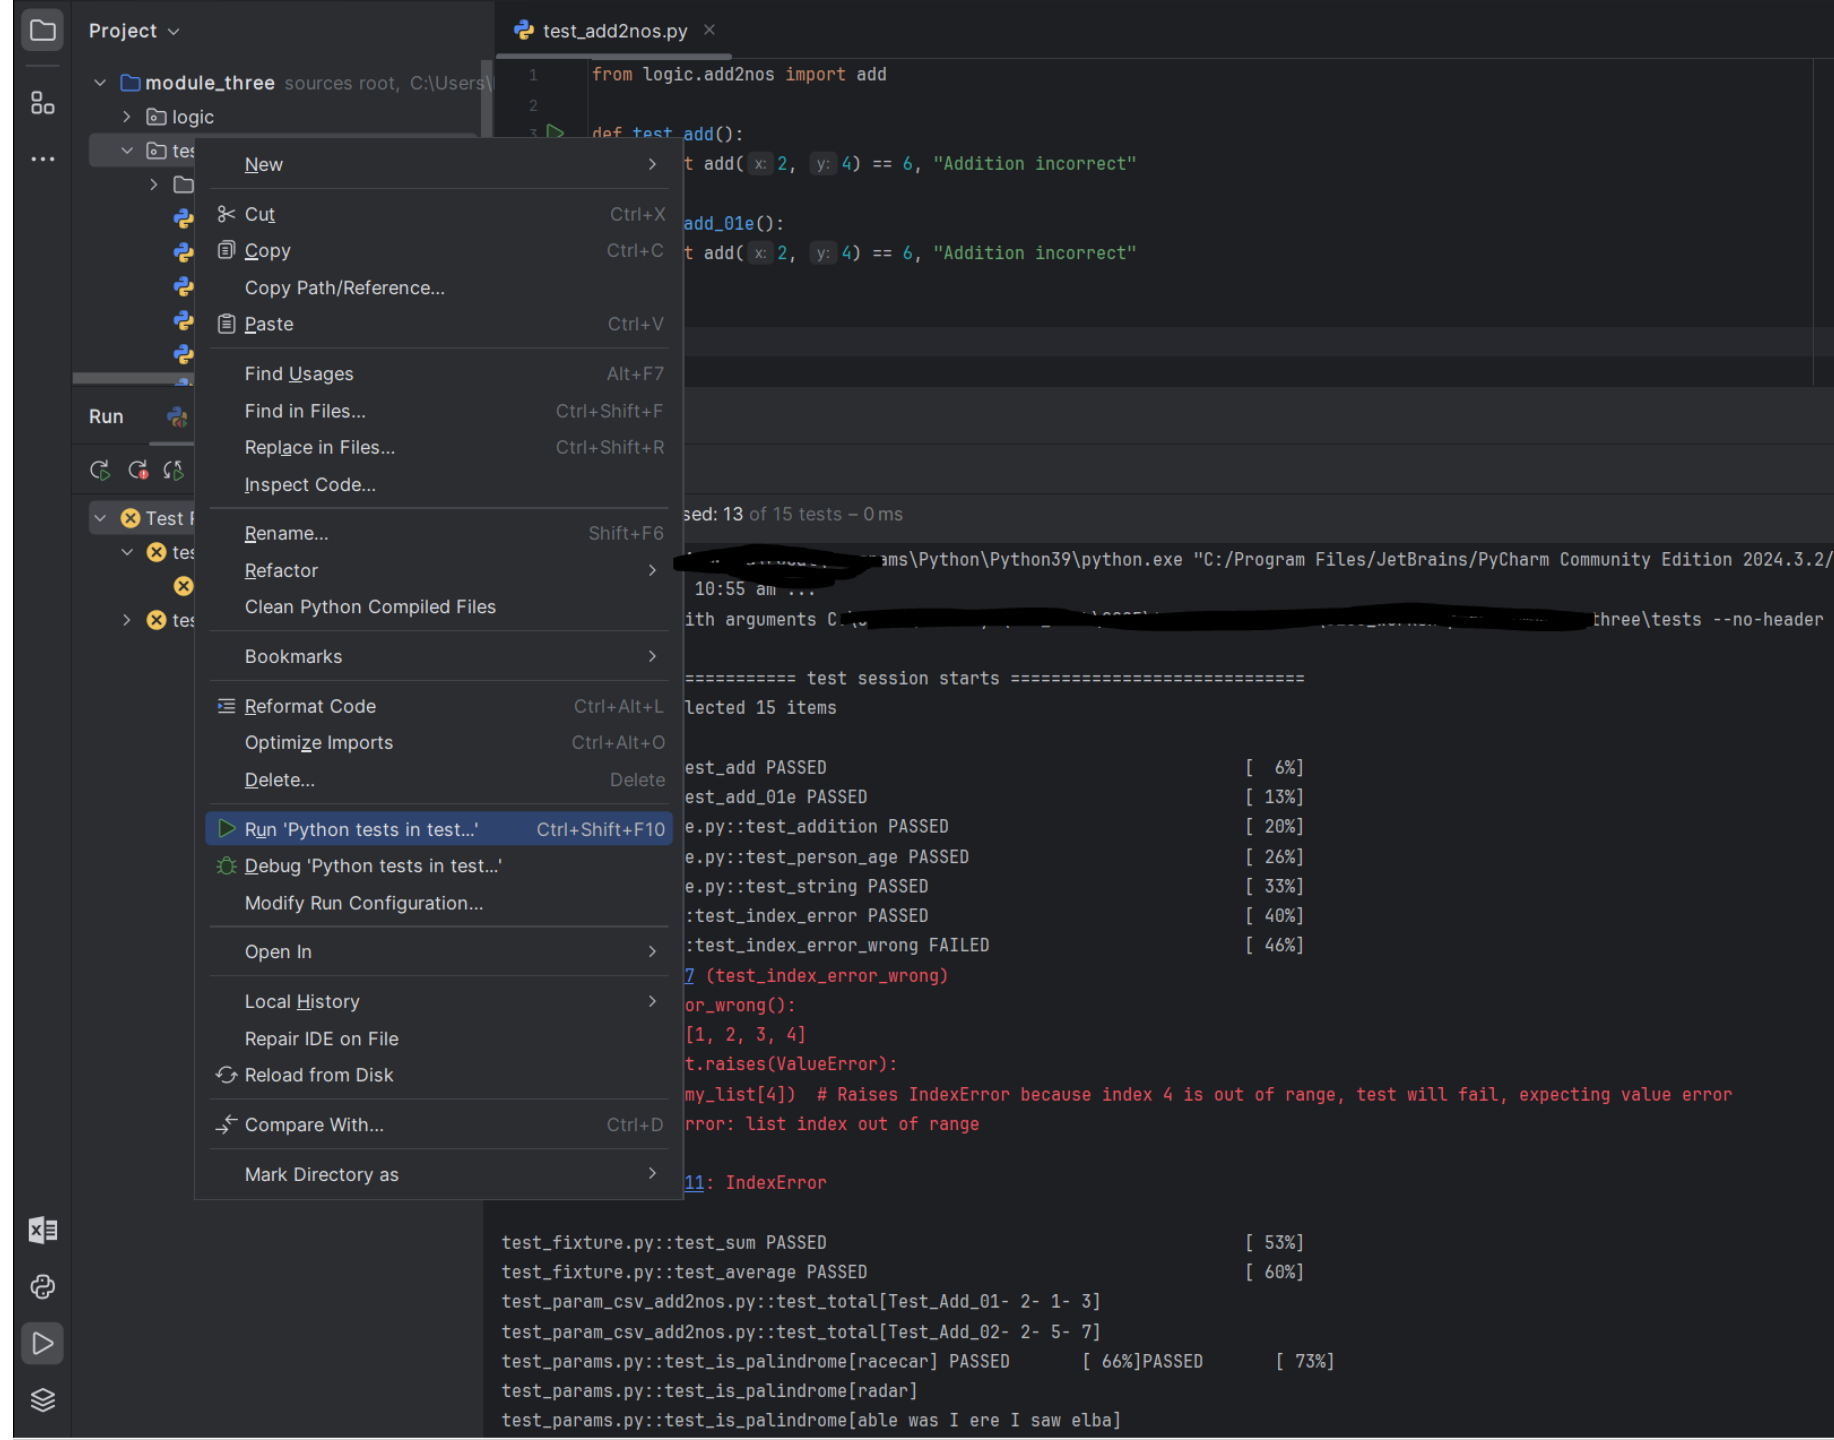 Project
test_add2nos.py
module_three sources root, C:\Users\
logic
tes
1 from logic.add2nos import add
2
3 def test_add():
t add( x: 2, y: 4) == 6, "Addition incorrect"
add_01e():
t add( x: 2, y: 4) == 6, "Addition incorrect"
New
Cut Ctrl+X
Copy Ctrl+C
Copy Path/Reference...
Paste Ctrl+V
Find Usages Alt+F7
Find in Files... Ctrl+Shift+F
Replace in Files... Ctrl+Shift+R
Inspect Code...
Rename... Shift+F6
Refactor
Clean Python Compiled Files
Bookmarks
Reformat Code Ctrl+Alt+L
Optimize Imports Ctrl+Alt+O
Delete... Delete
Run 'Python tests in test...' Ctrl+Shift+F10
Debug 'Python tests in test...'
Modify Run Configuration...
Open In
Local History
Repair IDE on File
Reload from Disk
Compare With... Ctrl+D
Mark Directory as
Run
Test
tes
tes
sed: 13 of 15 tests – 0 ms
ams\Python\Python39\python.exe "C:/Program Files/JetBrains/PyCharm Community Edition 2024.3.2/
10:55 am ...
ith arguments C three\tests --no-header
=========== test session starts =============================
lected 15 items
est_add PASSED [  6%]
est_add_01e PASSED [ 13%]
e.py::test_addition PASSED [ 20%]
e.py::test_person_age PASSED [ 26%]
e.py::test_string PASSED [ 33%]
:test_index_error PASSED [ 40%]
:test_index_error_wrong FAILED [ 46%]
7 (test_index_error_wrong)
or_wrong():
[1, 2, 3, 4]
t.raises(ValueError):
my_list[4])  # Raises IndexError because index 4 is out of range, test will fail, expecting value error
rror: list index out of range
11: IndexError
test_fixture.py::test_sum PASSED [ 53%]
test_fixture.py::test_average PASSED [ 60%]
test_param_csv_add2nos.py::test_total[Test_Add_01- 2- 1- 3]
test_param_csv_add2nos.py::test_total[Test_Add_02- 2- 5- 7]
test_params.py::test_is_palindrome[racecar] PASSED [ 66%]PASSED [ 73%]
test_params.py::test_is_palindrome[radar]
test_params.py::test_is_palindrome[able was I ere I saw elba]